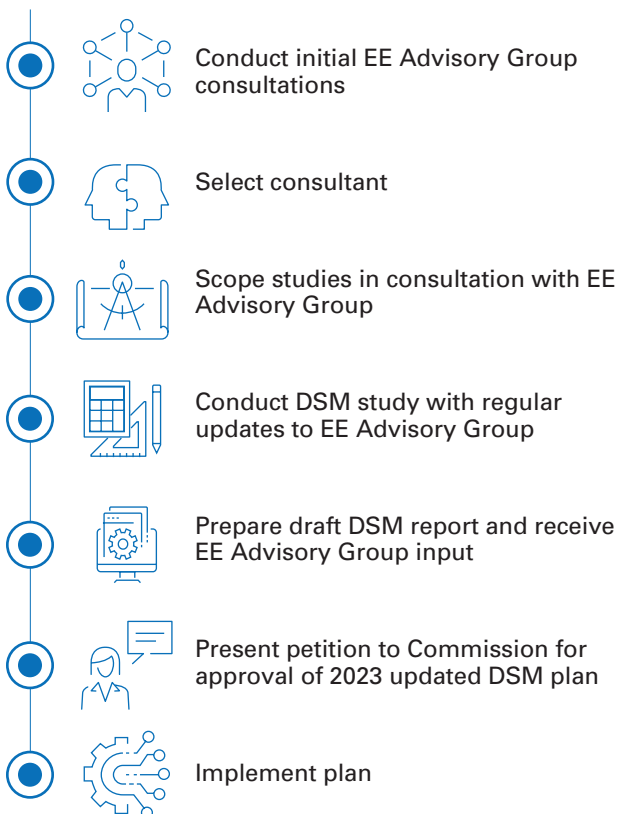 Conduct initial EE Advisory Group
consultations
Select consultant
Scope studies in consultation with EE
Advisory Group
Conduct DSM study with regular
updates to EE Advisory Group
Prepare draft DSM report and receive
EE Advisory Group input
Present petition to Commission for
approval of 2023 updated DSM plan
Implement plan